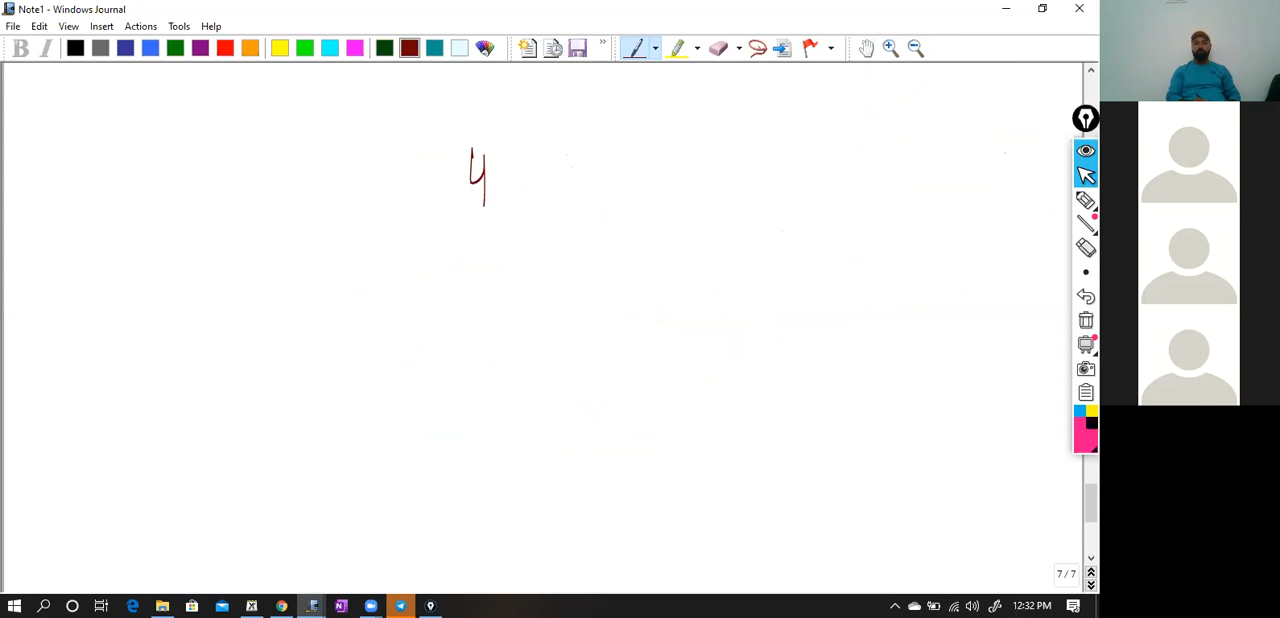 Note1 - Windows Journal
File Edit View Insert Actions Tools Help
B I
4
7 / 7
12:32 PM